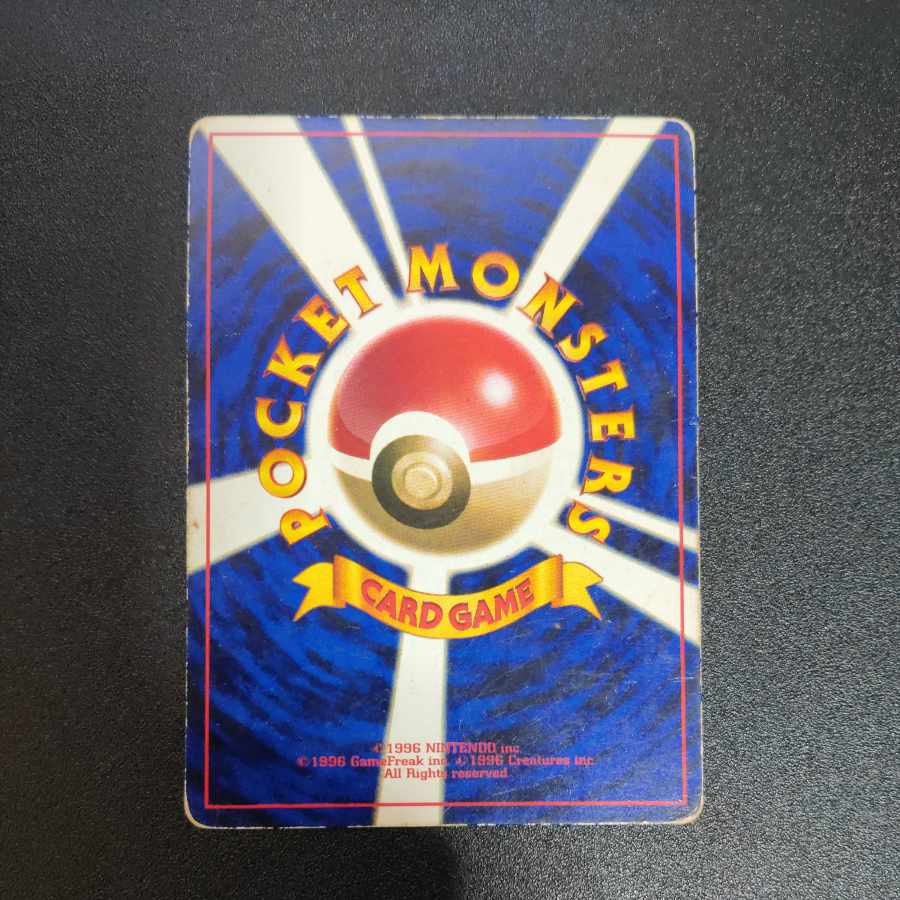 POCKET MONSTERS
CARD GAME
©1996 NINTENDO inc.
©1996 GameFreak inc. ©1996 Creatures inc.
All Rights reserved